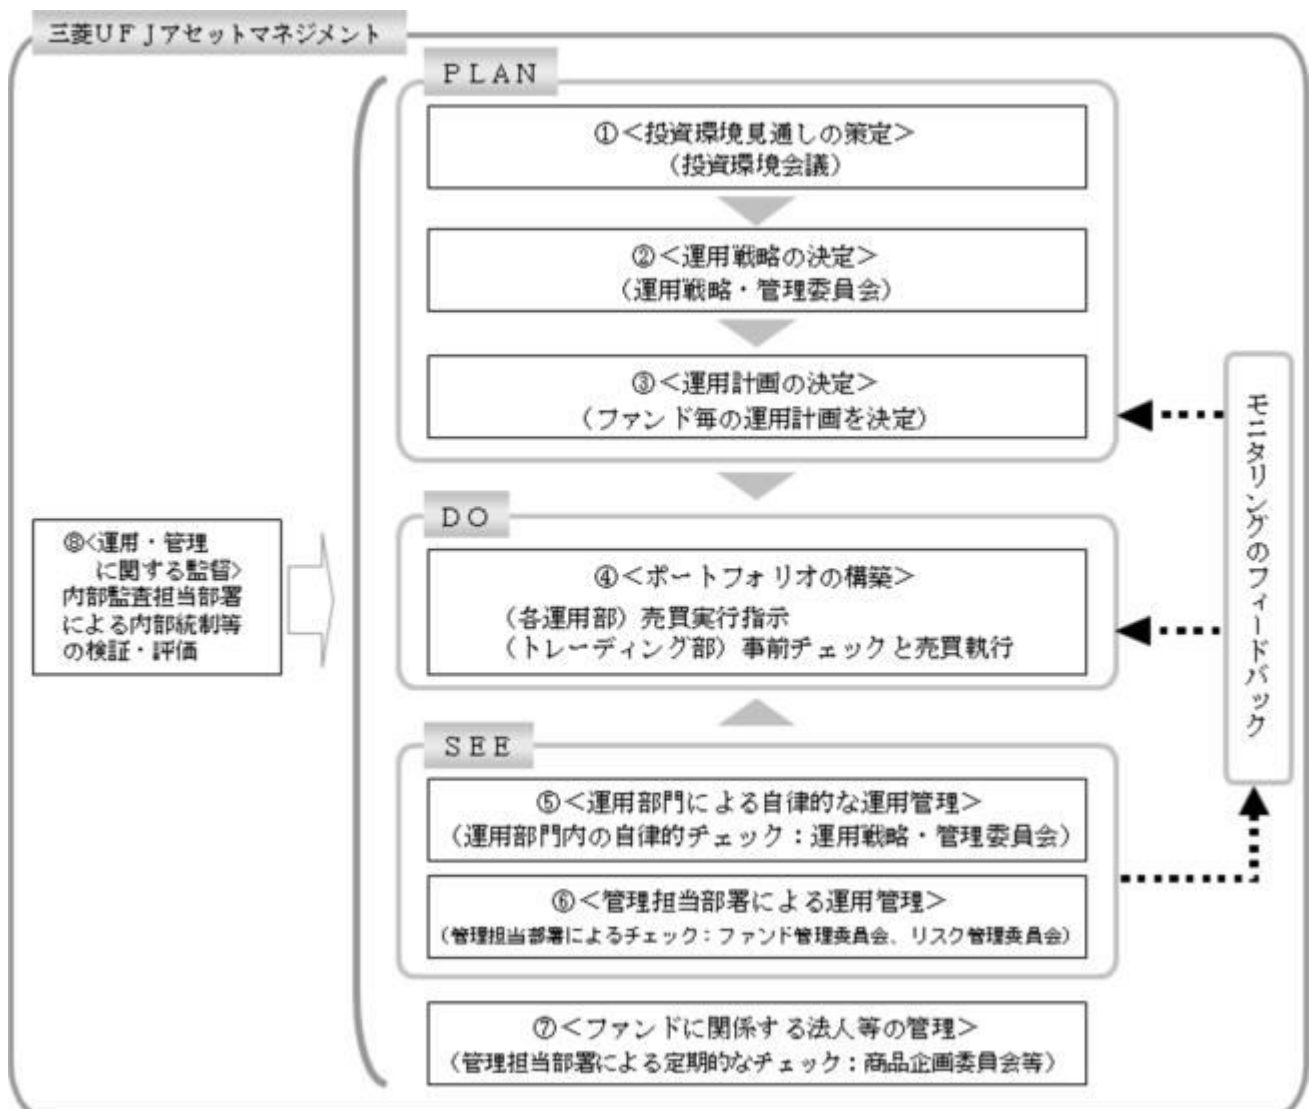 三菱ＵＦＪアセットマネジメント
ＰＬＡＮ
①＜投資環境見通しの策定＞
（投資環境会議）
②＜運用戦略の決定＞
（運用戦略・管理委員会）
③＜運用計画の決定＞
（ファンド毎の運用計画を決定）
ＤＯ
④＜ポートフォリオの構築＞
（各運用部）売買実行指示
（トレーディング部）事前チェックと売買執行
ＳＥＥ
⑤＜運用部門による自律的な運用管理＞
（運用部門内の自律的チェック：運用戦略・管理委員会）
⑥＜管理担当部署による運用管理＞
（管理担当部署によるチェック：ファンド管理委員会、リスク管理委員会）
⑦＜ファンドに関係する法人等の管理＞
（管理担当部署による定期的なチェック：商品企画委員会等）
⑧＜運用・管理
に関する監督＞
内部監査担当部署
による内部統制等
の検証・評価
モニタリングのフィードバック